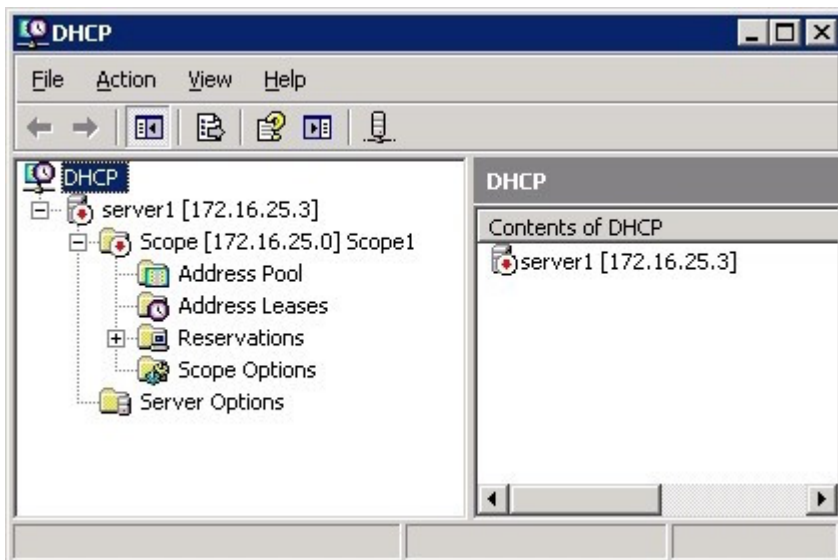 DHCP
File Action View Help
DHCP
server1 [172.16.25.3]
Scope [172.16.25.0] Scope1
Address Pool
Address Leases
Reservations
Scope Options
Server Options
DHCP
Contents of DHCP
server1 [172.16.25.3]